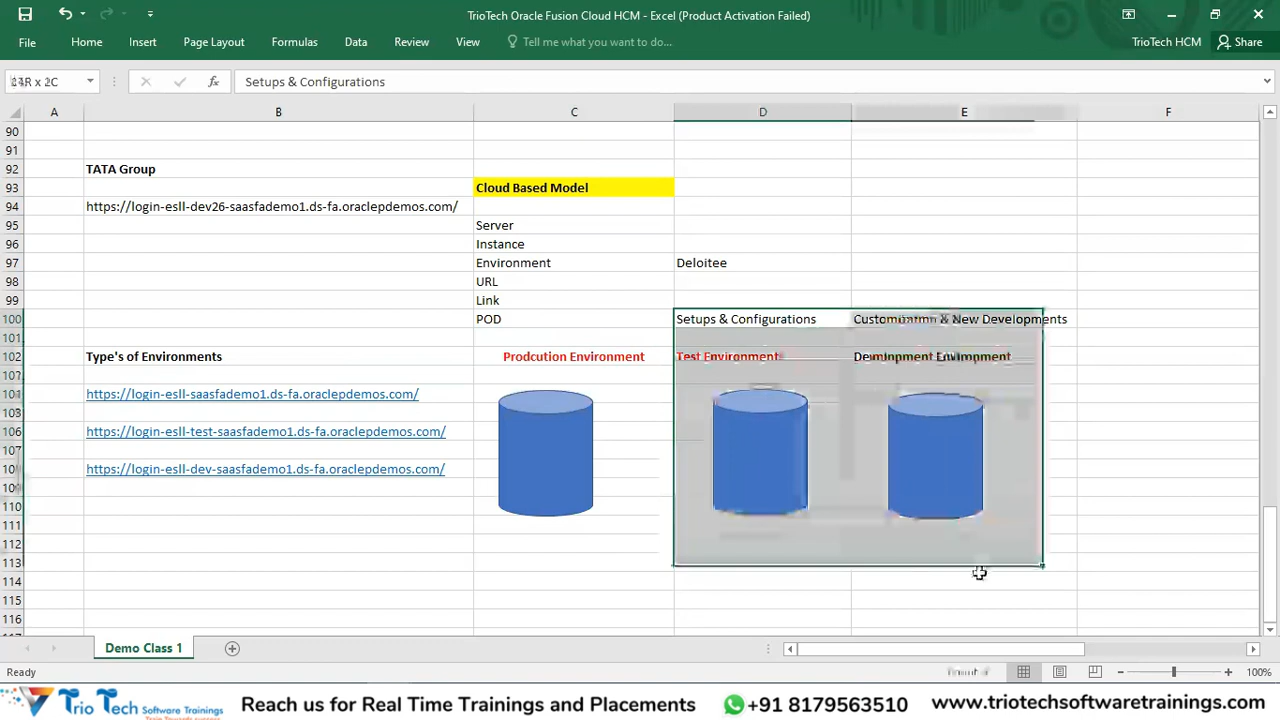 TrioTech Oracle Fusion Cloud HCM - Excel (Product Activation Failed)
File Home Insert Page Layout Formulas Data Review View Tell me what you want to do... TrioTech HCM Share
Setups & Configurations
A B C D E F
90
91
92 TATA Group
93 Cloud Based Model
94 https://login-esll-dev26-saasfademo1.ds-fa.oraclepdemos.com/
95 Server
96 Instance
97 Environment Deloitee
98 URL
99 Link
100 POD Setups & Configurations & New Developments
101
102 Type's of Environments Prodcution Environment Test Environment
https://login-esll-saasfademo1.ds-fa.oraclepdemos.com/
106 https://login-esll-test-saasfademo1.ds-fa.oraclepdemos.com/
https://login-esll-dev-saasfademo1.ds-fa.oraclepdemos.com/
110
111
112
113
114
115
116
Demo Class 1
Ready 100%
Trio Tech Software Trainings Reach us for Real Time Trainings and Placements +91 8179563510 www.triotechsoftwaretrainings.com